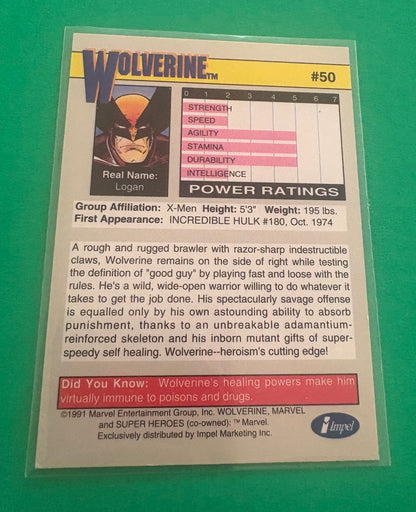 WOLVERINE™
#50
0 1 2 3 4 5 6 7
STRENGTH
SPEED
AGILITY
STAMINA
DURABILITY
INTELLIGENCE
POWER RATINGS
Real Name:
Logan
Group Affiliation: X-Men Height: 5'3" Weight: 195 lbs.
First Appearance: INCREDIBLE HULK #180, Oct. 1974
A rough and rugged brawler with razor-sharp indestructible
claws, Wolverine remains on the side of right while testing
the definition of "good guy" by playing fast and loose with the
rules. He's a wild, wide-open warrior willing to do whatever it
takes to get the job done. His spectacularly savage offense
is equalled only by his own astounding ability to absorb
punishment, thanks to an unbreakable adamantium-
reinforced skeleton and his inborn mutant gifts of super-
speedy self healing. Wolverine--heroism's cutting edge!
Did You Know: Wolverine's healing powers make him
virtually immune to poisons and drugs.
©1991 Marvel Entertainment Group, Inc. WOLVERINE, MARVEL
and SUPER HEROES (co-owned): ™ Marvel.
Exclusively distributed by Impel Marketing Inc.
Impel